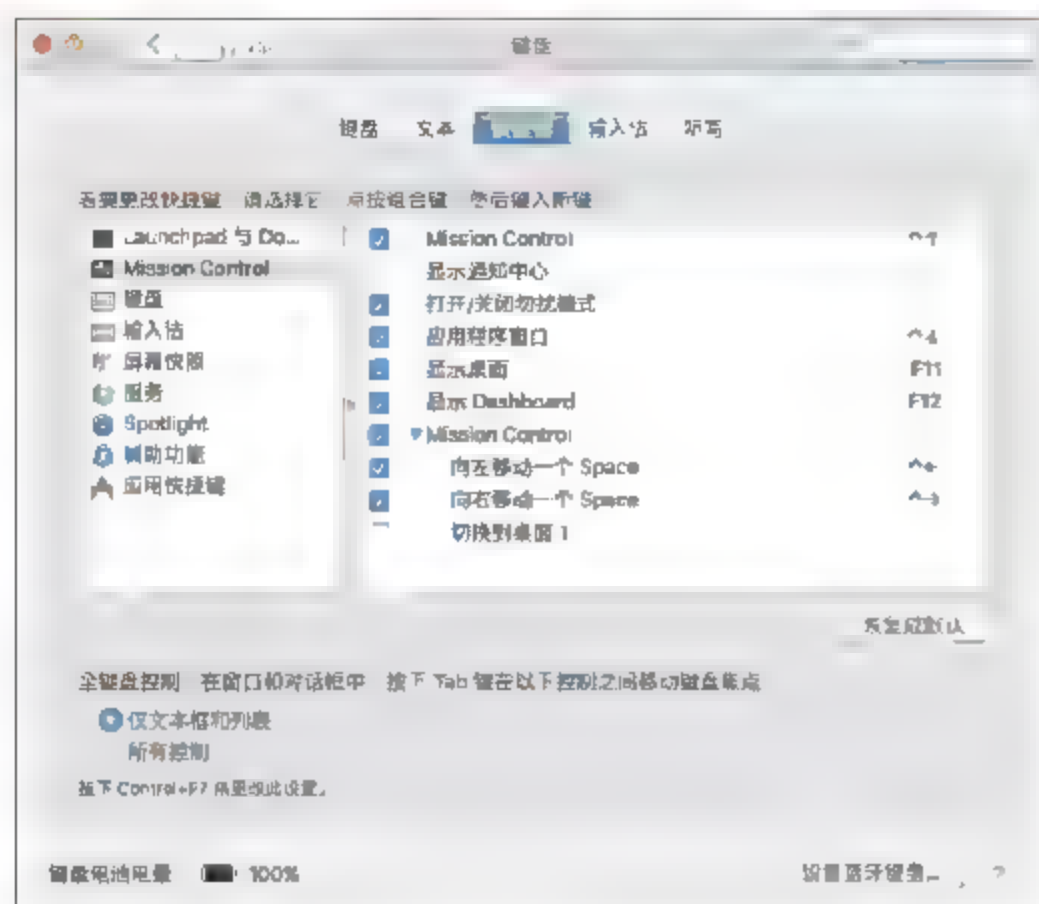 键盘
键盘 文本 输入法 听写
若要更改快捷键 请选择它 点按组合键 然后键入新键
Launchpad 与 Do...
Mission Control
键盘
输入法
屏幕快照
服务
Spotlight
辅助功能
应用快捷键
Mission Control
显示通知中心
打开/关闭勿扰模式
应用程序窗口
显示桌面 F11
显示 Dashboard F12
Mission Control
向左移动一个 Space ^←
向右移动一个 Space ^→
切换到桌面 1
恢复成默认
全键盘控制 在窗口和对话框中 按下 Tab 键在以下控制之间移动键盘焦点
仅文本框和列表
所有控制
按下 Control+F7 来更改此设置。
键盘电池电量 100% 设置蓝牙键盘... ?